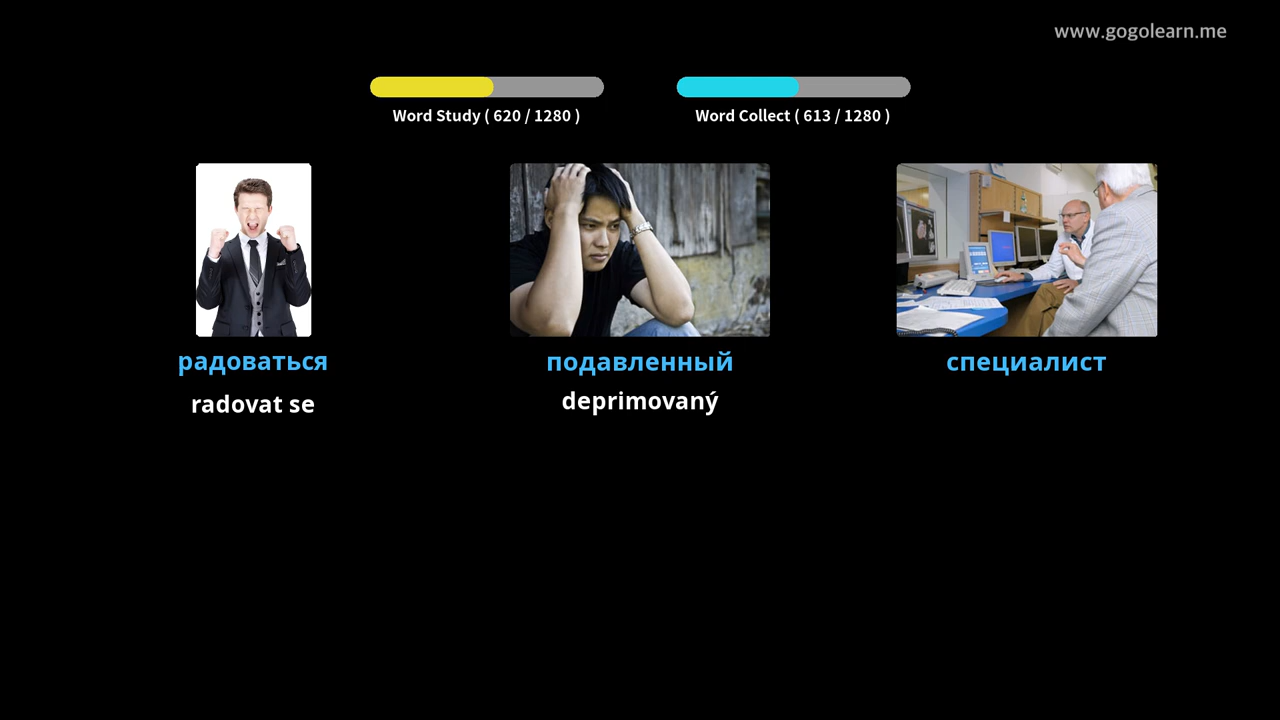 www.gogolearn.me
Word Study ( 620 / 1280 )
Word Collect ( 613 / 1280 )
радоваться
radovat se
подавленный
deprimovaný
специалист